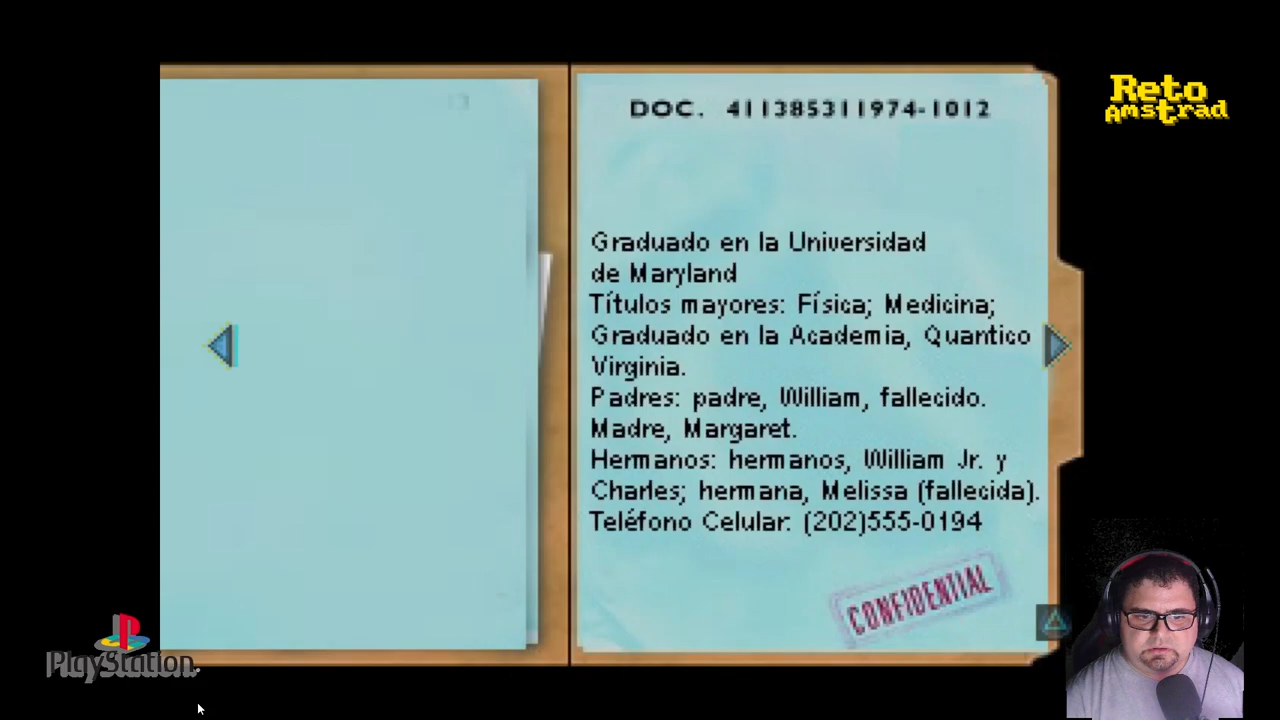 Reto
Amstrad
DOC. 411385311974-1012
Graduado en la Universidad
de Maryland
Títulos mayores: Física; Medicina;
Graduado en la Academia, Quantico
Virginia.
Padres: padre, William, fallecido.
Madre, Margaret.
Hermanos: hermanos, William Jr. y
Charles; hermana, Melissa (fallecida).
Teléfono Celular: (202)555-0194
CONFIDENTIAL
PlayStation.